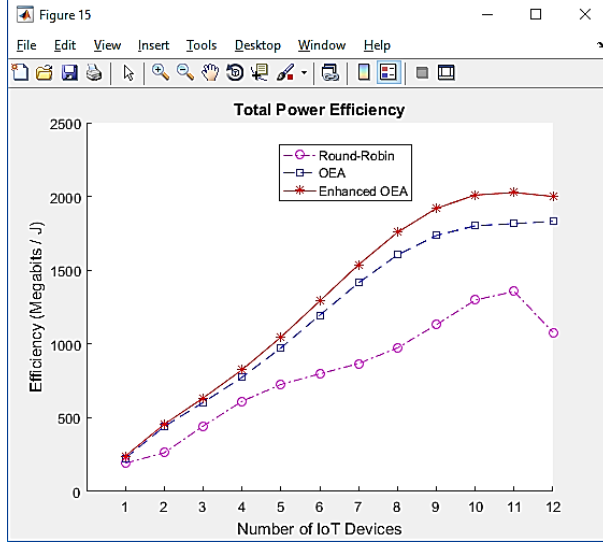 Figure 15
File Edit View Insert Tools Desktop Window Help
Total Power Efficiency
2500
2000
1500
1000
500
0
Efficiency (Megabits / J)
Round-Robin
OEA
Enhanced OEA
1 2 3 4 5 6 7 8 9 10 11 12
Number of IoT Devices